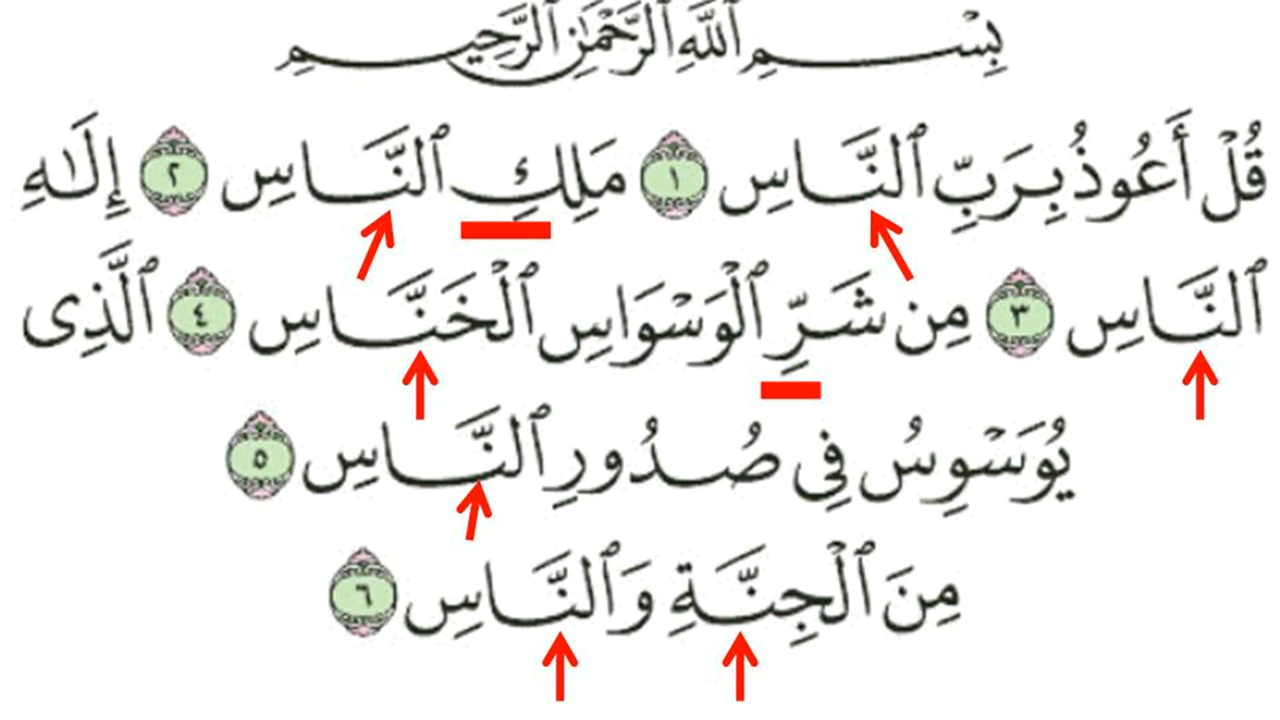 بِسْمِ ٱللَّهِ ٱلرَّحْمَٰنِ ٱلرَّحِيمِ
قُلْ أَعُوذُ بِرَبِّ ٱلنَّاسِ ١ مَلِكِ ٱلنَّاسِ ٢ إِلَٰهِ
ٱلنَّاسِ ٣ مِن شَرِّ ٱلْوَسْوَاسِ ٱلْخَنَّاسِ ٤ ٱلَّذِى
يُوَسْوِسُ فِى صُدُورِ ٱلنَّاسِ ٥
مِنَ ٱلْجِنَّةِ وَٱلنَّاسِ ٦